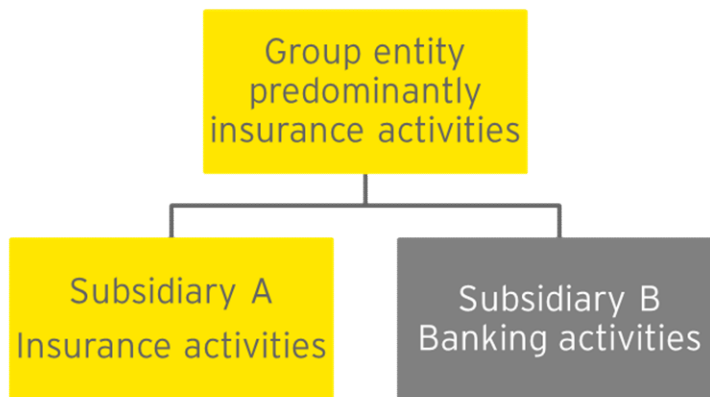 Group entity
predominantly
insurance activities
Subsidiary A
Insurance activities
Subsidiary B
Banking activities